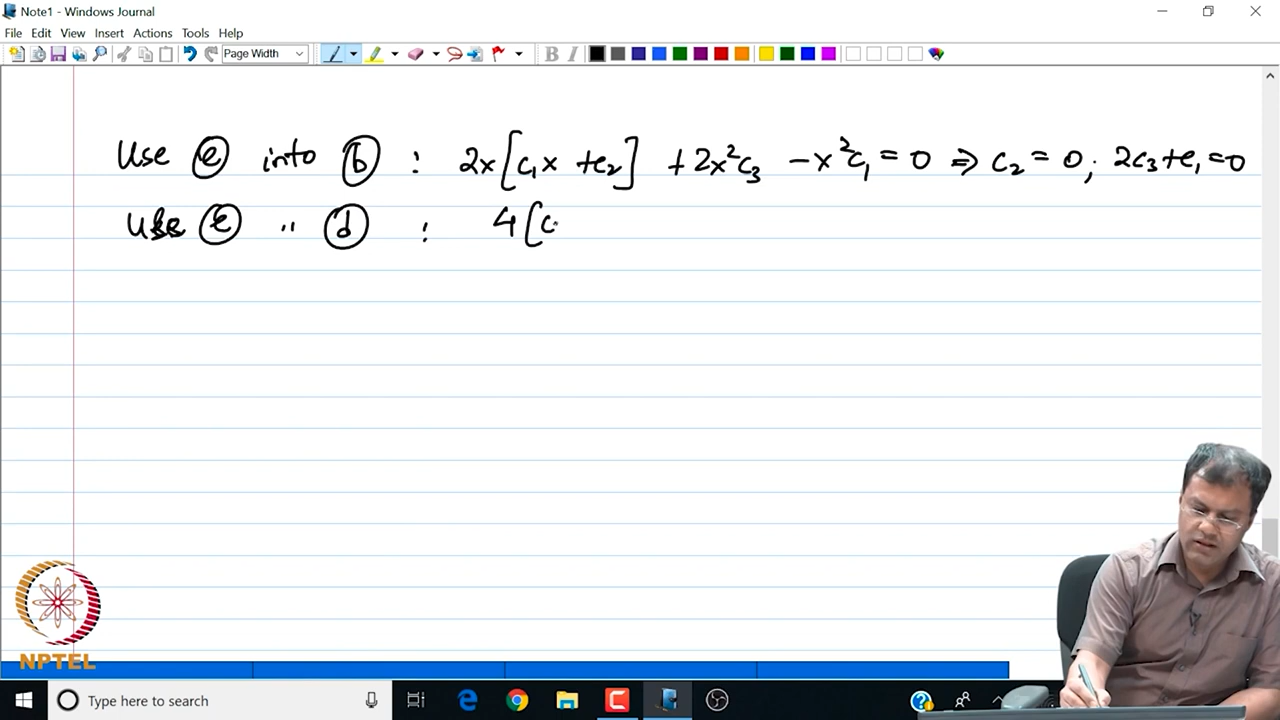 Note1 - Windows Journal
File Edit View Insert Actions Tools Help
Page Width B I
Use ⓔ into ⓑ : 2x[c₁x + c₂] + 2x²c₃ - x²c₁ = 0 ⇒ c₂ = 0; 2c₃+c₁=0
Use ⓔ " ⓓ : 4[c
NPTEL
Type here to search